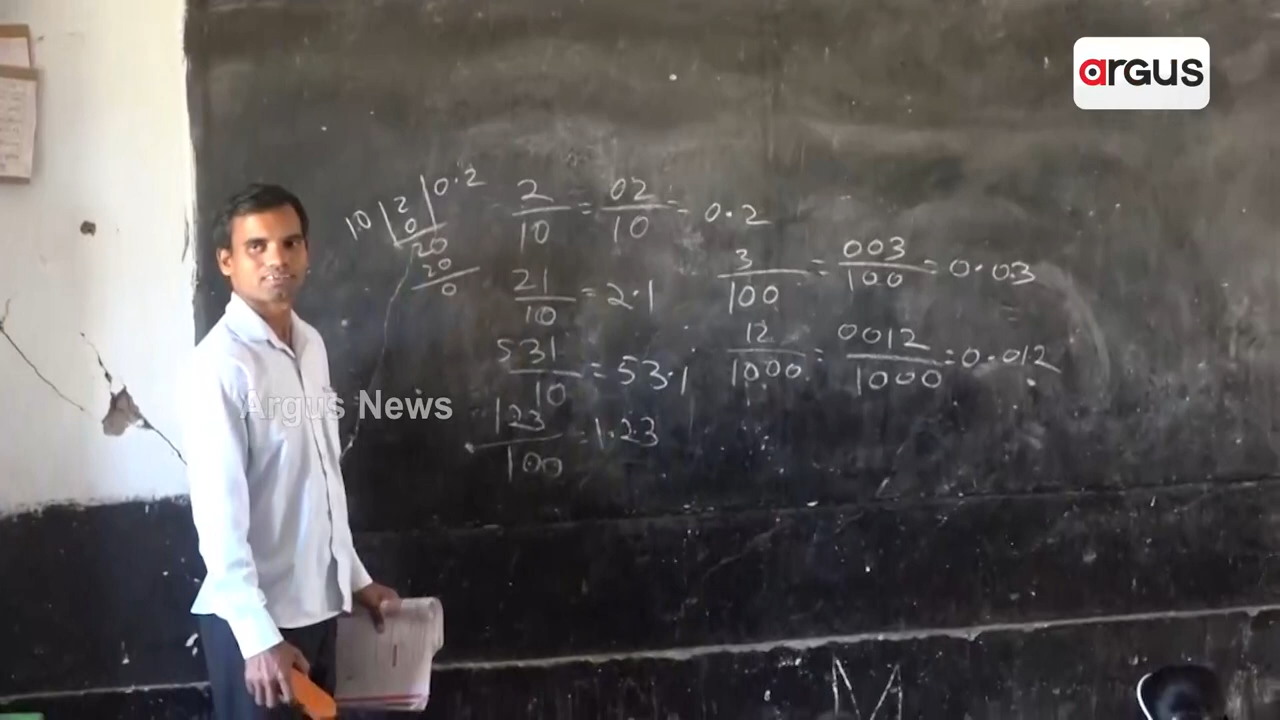 argus
10 | 2 | 0.2
0
20
20
0
2/10 = 02/10 = 0.2
21/10 = 2.1
531/10 = 53.1
123/100 = 1.23
3/100 = 003/100 = 0.03
12/1000 = 0012/1000 = 0.012
Argus News
M